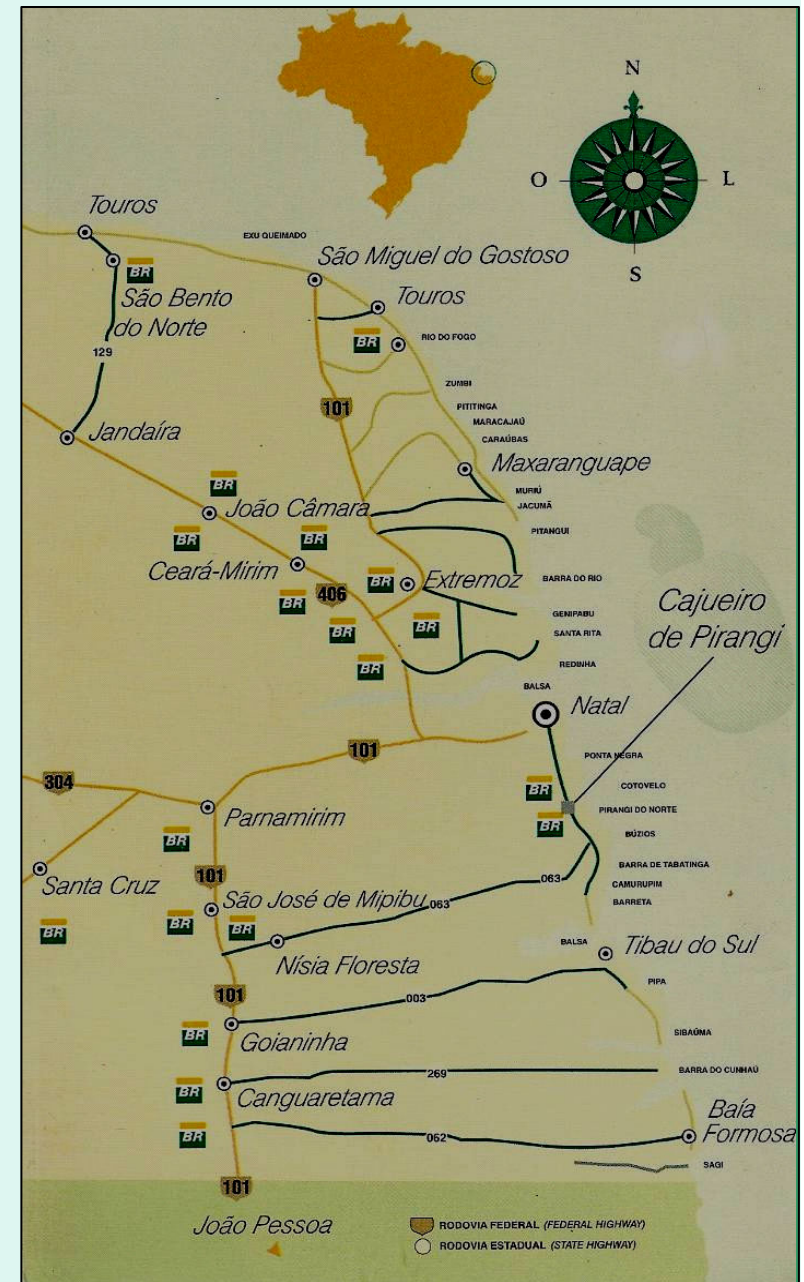 N
O
L
S
Touros
EXU QUEIMADO
São Miguel do Gostoso
BR
São Bento
do Norte
Touros
BR
RIO DO FOGO
129
ZUMBI
101
PITITINGA
MARACAJAÚ
CARAÚBAS
Jandaíra
Maxaranguape
BR
MURIÚ
JACUMÃ
João Câmara
BR
BR
PITANGUI
Ceará-Mirim
BR
Extremoz
BARRA DO RIO
406
BR
Cajueiro
de Pirangi
GENIPABU
BR
BR
SANTA RITA
BR
REDINHA
BALSA
Natal
101
PONTA NEGRA
304
BR
COTOVELO
Parnamirim
PIRANGI DO NORTE
BR
BR
BÚZIOS
101
BARRA DE TABATINGA
Santa Cruz
063
CAMURUPIM
São José de Mipibu
063
BARRETA
BR
BR
BR
BALSA
Tibau do Sul
Nísia Floresta
PIPA
101
003
BR
SIBAÚMA
Goianinha
269
BARRA DO CUNHAÚ
BR
Canguaretama
Baía
Formosa
BR
062
SAGI
101
João Pessoa
RODOVIA FEDERAL (FEDERAL HIGHWAY)
RODOVIA ESTADUAL (STATE HIGHWAY)